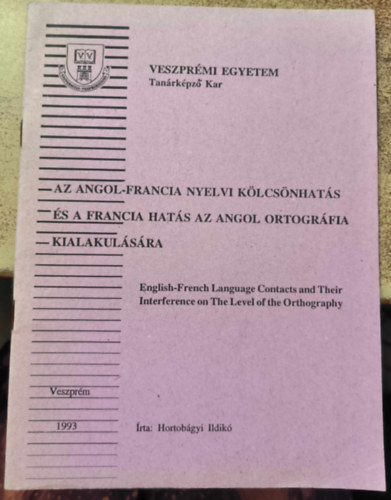 VESZPRÉMI EGYETEM
Tanárképző Kar
AZ ANGOL-FRANCIA NYELVI KÖLCSÖNHATÁS
ÉS A FRANCIA HATÁS AZ ANGOL ORTOGRÁFIA
KIALAKULÁSÁRA
English-French Language Contacts and Their
Interference on The Level of the Orthography
Veszprém
1993
Írta: Hortobágyi Ildikó